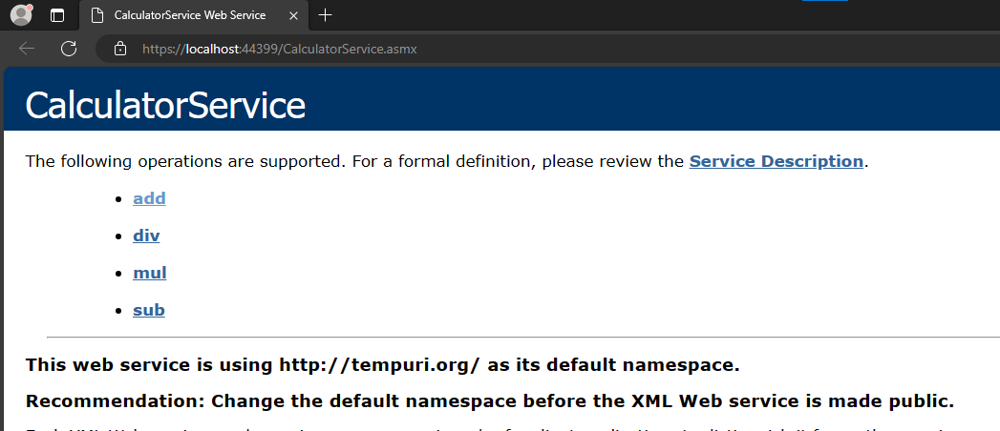 CalculatorService Web Service
https://localhost:44399/CalculatorService.asmx
CalculatorService
The following operations are supported. For a formal definition, please review the Service Description.
add
div
mul
sub
This web service is using http://tempuri.org/ as its default namespace.
Recommendation: Change the default namespace before the XML Web service is made public.